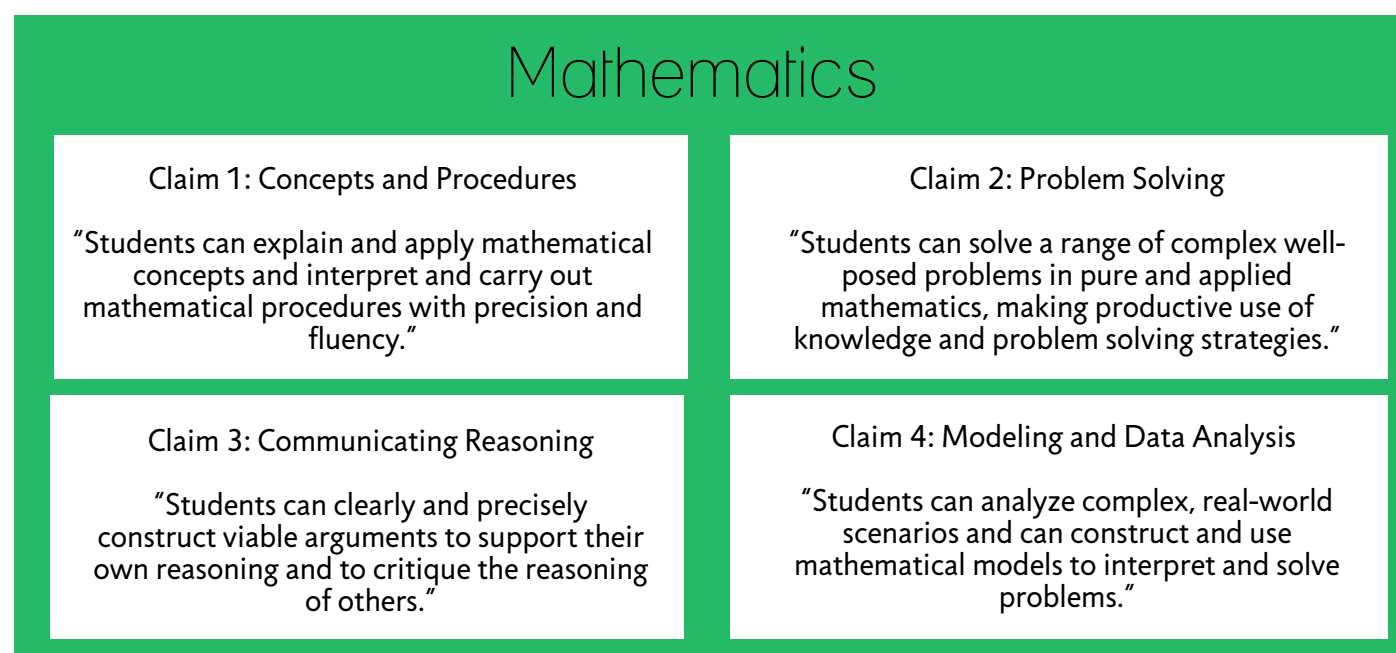 Mathematics
Claim 1: Concepts and Procedures
“Students can explain and apply mathematical
concepts and interpret and carry out
mathematical procedures with precision and
fluency.”
Claim 2: Problem Solving
“Students can solve a range of complex well-
posed problems in pure and applied
mathematics, making productive use of
knowledge and problem solving strategies.”
Claim 3: Communicating Reasoning
“Students can clearly and precisely
construct viable arguments to support their
own reasoning and to critique the reasoning
of others.”
Claim 4: Modeling and Data Analysis
“Students can analyze complex, real-world
scenarios and can construct and use
mathematical models to interpret and solve
problems.”